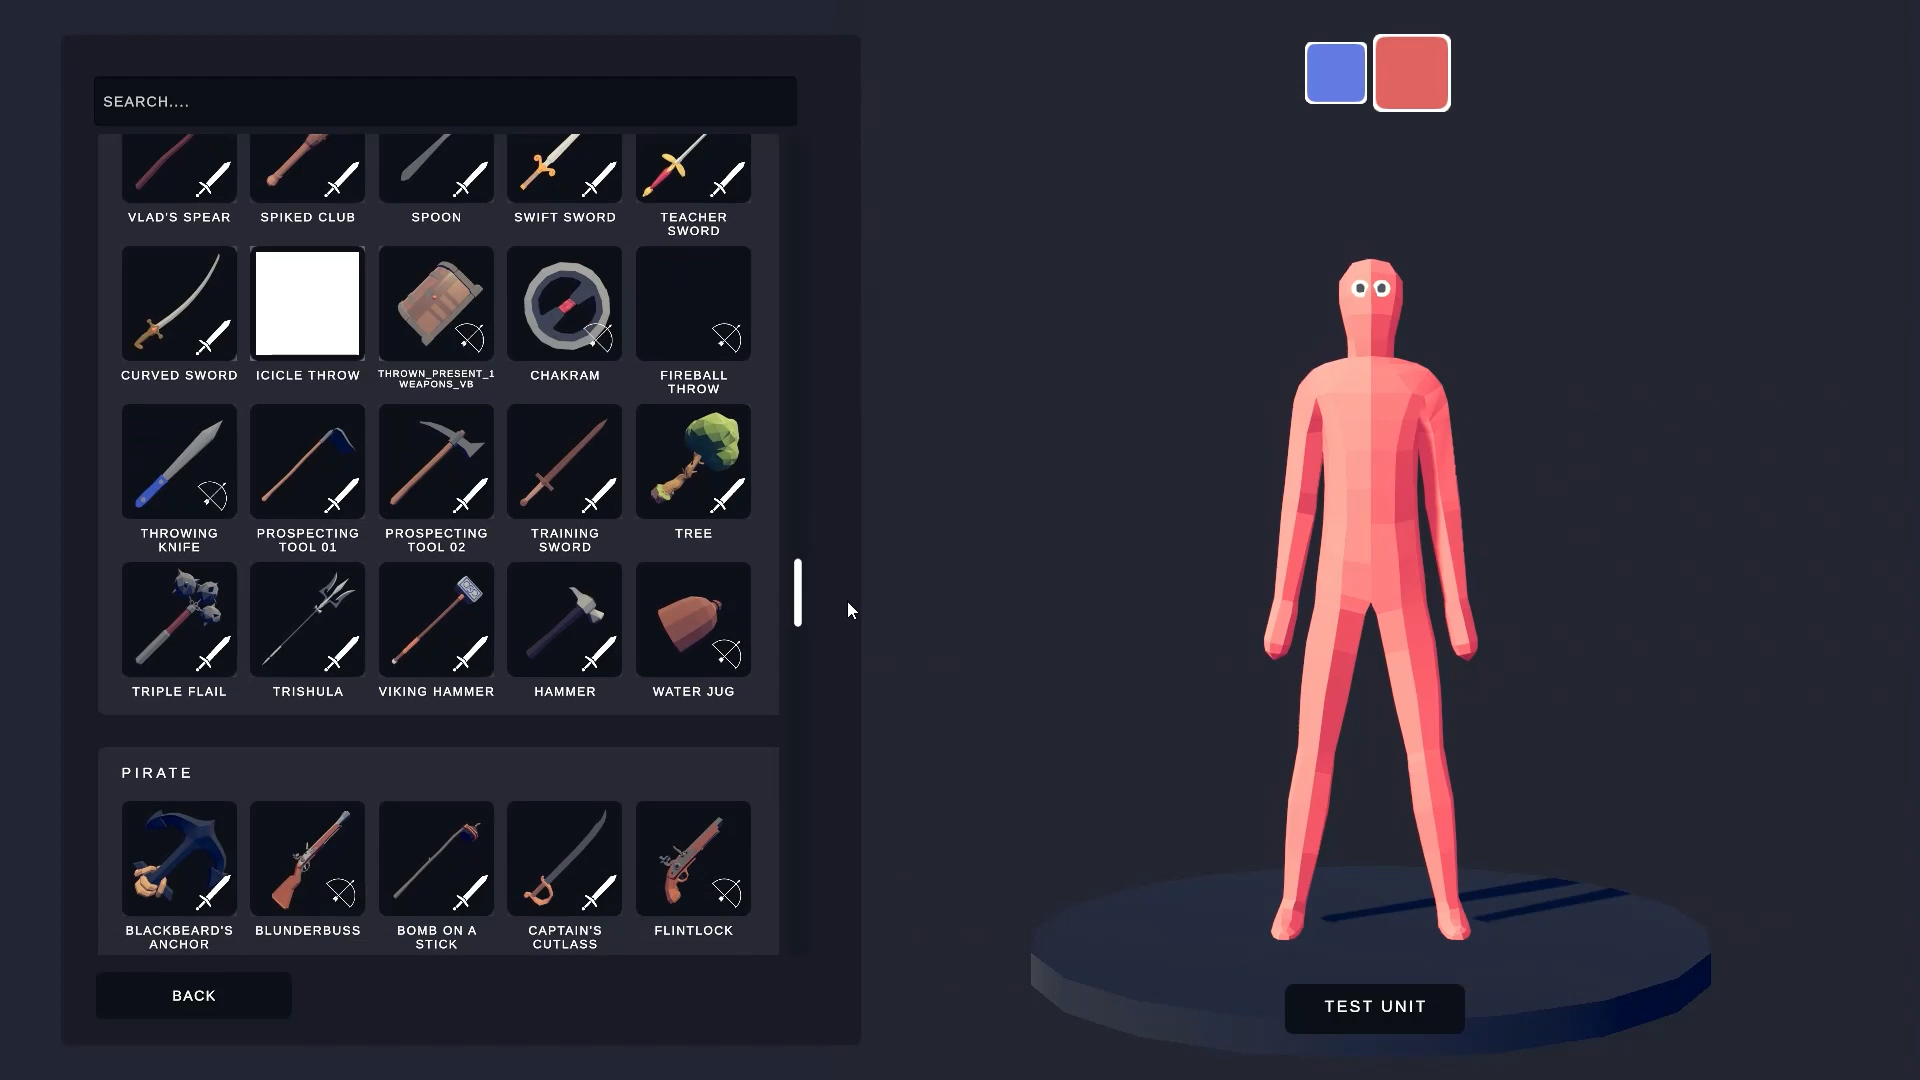 SEARCH....
VLAD'S SPEAR
SPIKED CLUB
SPOON
SWIFT SWORD
TEACHER
SWORD
CURVED SWORD
ICICLE THROW
THROWN_PRESENT_1
WEAPONS_VB
CHAKRAM
FIREBALL
THROW
THROWING
KNIFE
PROSPECTING
TOOL 01
PROSPECTING
TOOL 02
TRAINING
SWORD
TREE
TRIPLE FLAIL
TRISHULA
VIKING HAMMER
HAMMER
WATER JUG
PIRATE
BLACKBEARD'S
ANCHOR
BLUNDERBUSS
BOMB ON A
STICK
CAPTAIN'S
CUTLASS
FLINTLOCK
BACK
TEST UNIT